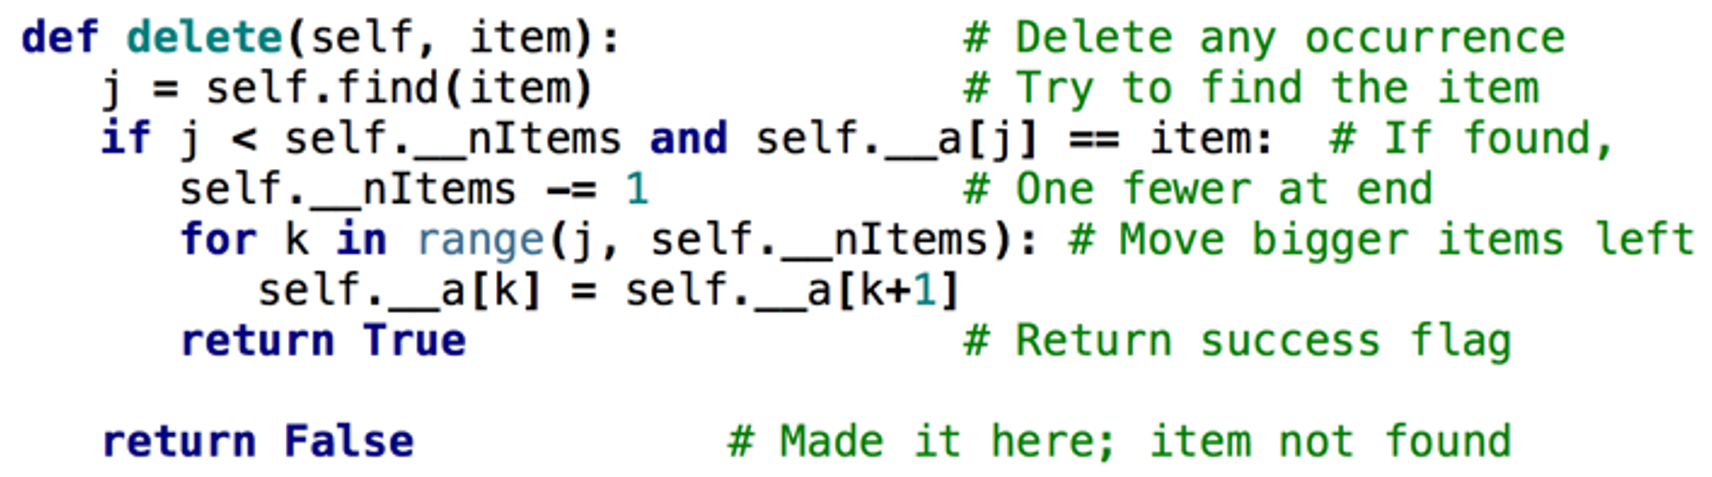 def delete(self, item):                   # Delete any occurrence
   j = self.find(item)                    # Try to find the item
   if j < self.__nItems and self.__a[j] == item:  # If found,
      self.__nItems -= 1                  # One fewer at end
      for k in range(j, self.__nItems): # Move bigger items left
         self.__a[k] = self.__a[k+1]
      return True                         # Return success flag

   return False            # Made it here; item not found